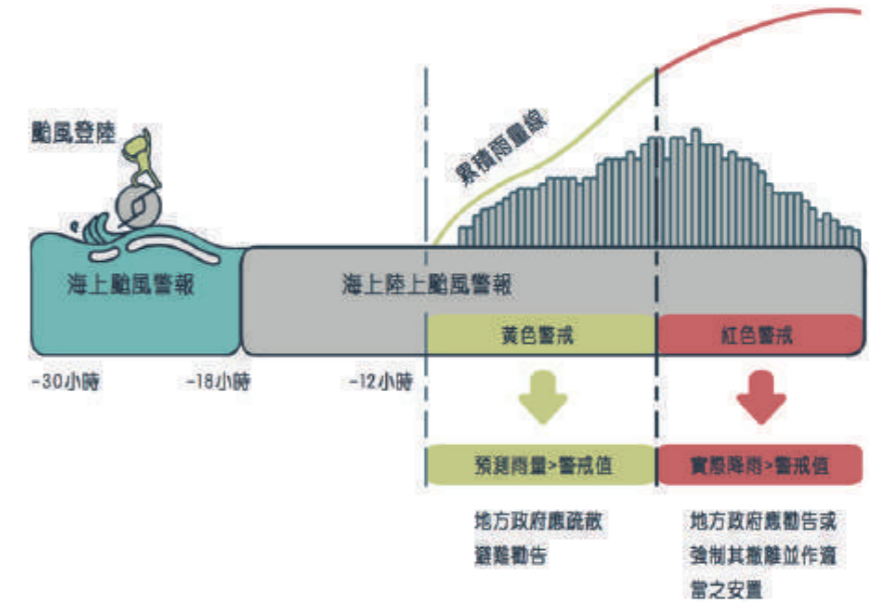 颱風登陸
累積雨量線
海上颱風警報
海上陸上颱風警報
黃色警戒
紅色警戒
-30小時
-18小時
-12小時
預測雨量>警戒值
實際降雨>警戒值
地方政府應疏散
避難勸告
地方政府應勸告或
強制其撤離並作適
當之安置